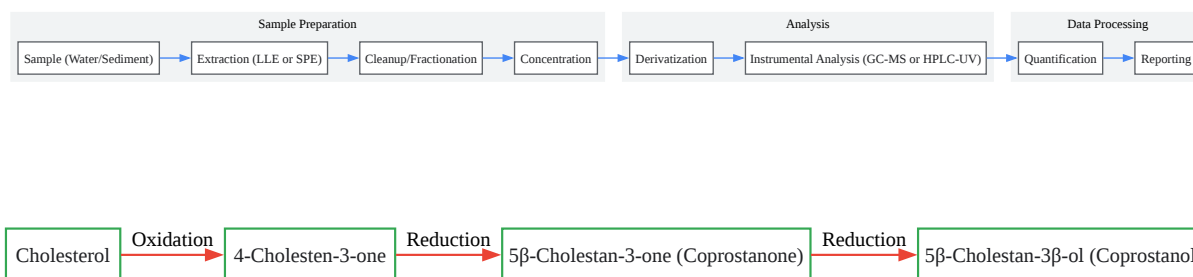 Sample Preparation Analysis Data Processing
Sample (Water/Sediment) Extraction (LLE or SPE) Cleanup/Fractionation Concentration Derivatization Instrumental Analysis (GC-MS or HPLC-UV) Quantification Reporting
Oxidation Reduction Reduction
Cholesterol 4-Cholesten-3-one 5β-Cholestan-3-one (Coprostanone) 5β-Cholestan-3β-ol (Coprostanol